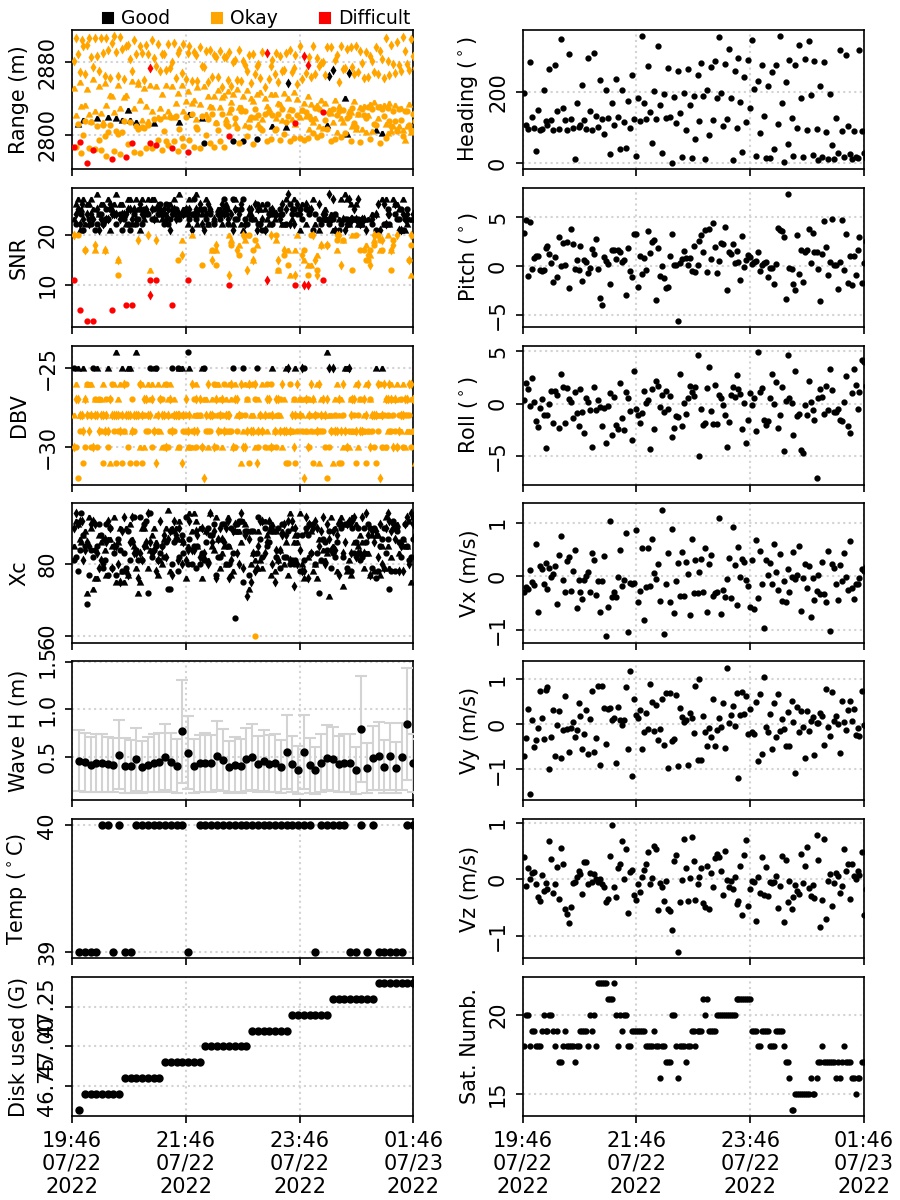 Good Okay Difficult
Range (m)
2880
2800
Heading (°)
200
0
SNR
20
10
Pitch (°)
5
0
−5
DBV
−25
−30
Roll (°)
5
0
−5
Xc
80
60
Vx (m/s)
1
0
−1
Wave H (m)
1.5
1.0
0.5
Vy (m/s)
1
0
−1
Temp (°C)
40
39
Vz (m/s)
1
0
−1
Disk used (G)
47.25
46.75
Sat. Numb.
20
15
19:46 21:46 23:46 01:46
07/22 07/22 07/22 07/23
2022 2022 2022 2022
19:46 21:46 23:46 01:46
07/22 07/22 07/22 07/23
2022 2022 2022 2022